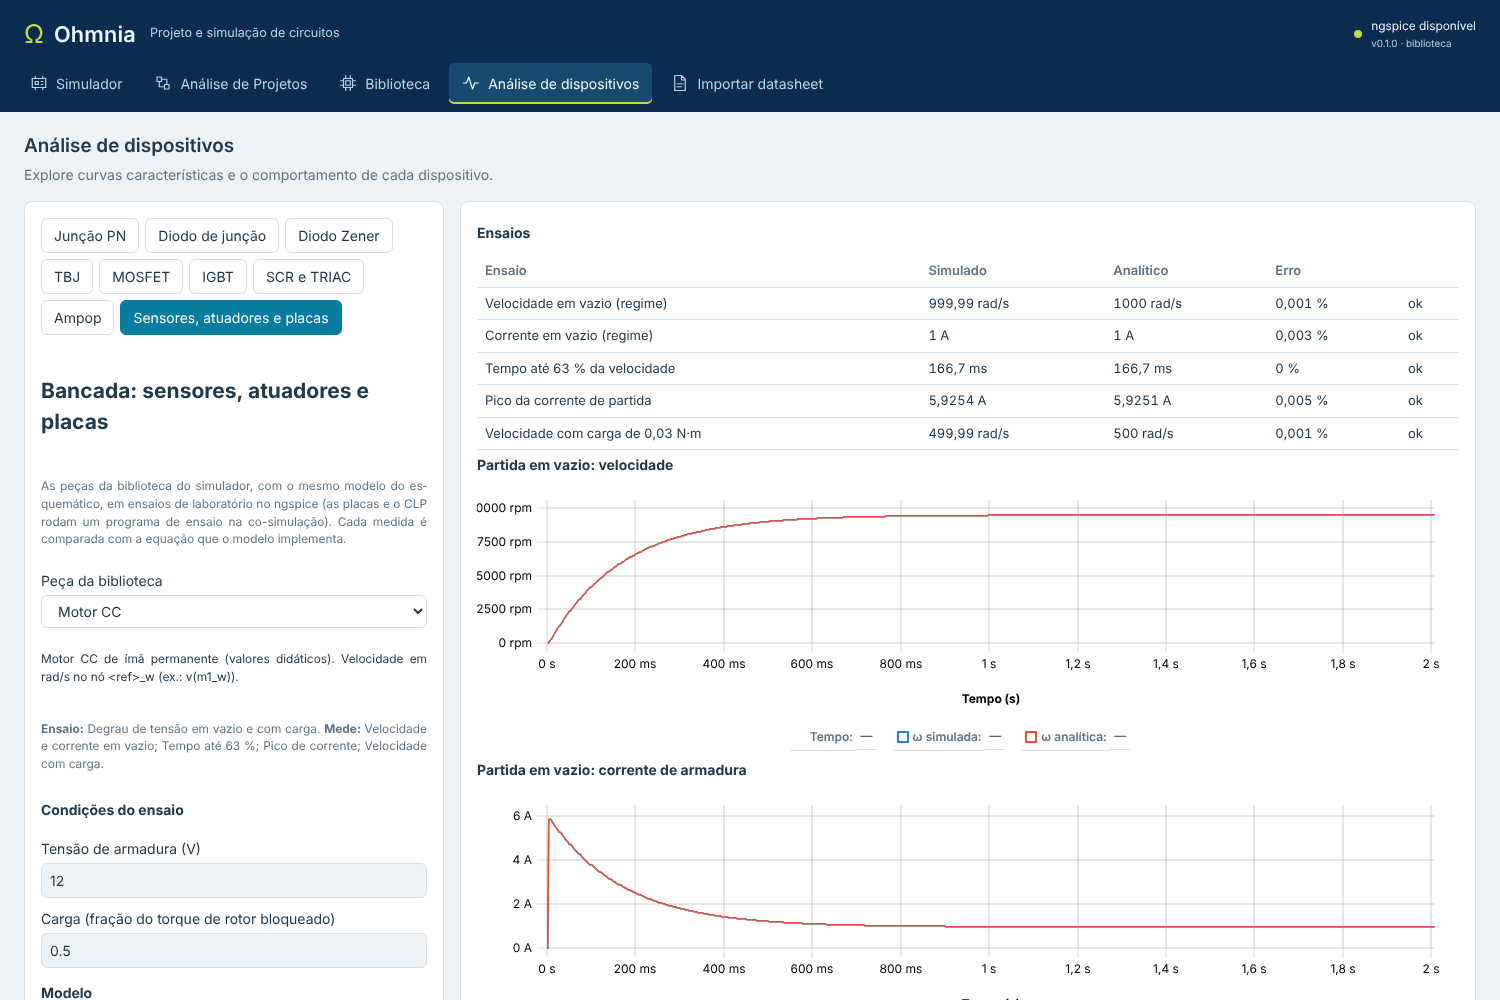 Ω Ohmnia
Projeto e simulação de circuitos
ngspice disponível
v0.1.0 · biblioteca
Simulador
Análise de Projetos
Biblioteca
Análise de dispositivos
Importar datasheet
Análise de dispositivos
Explore curvas características e o comportamento de cada dispositivo.
Junção PN
Diodo de junção
Diodo Zener
TBJ
MOSFET
IGBT
SCR e TRIAC
Ampop
Sensores, atuadores e placas
Bancada: sensores, atuadores e
placas
As peças da biblioteca do simulador, com o mesmo modelo do es-
quemático, em ensaios de laboratório no ngspice (as placas e o CLP
rodam um programa de ensaio na co-simulação). Cada medida é
comparada com a equação que o modelo implementa.
Peça da biblioteca
Motor CC
Motor CC de ímã permanente (valores didáticos). Velocidade em
rad/s no nó <ref>_w (ex.: v(m1_w)).
Ensaio: Degrau de tensão em vazio e com carga. Mede: Velocidade
e corrente em vazio; Tempo até 63 %; Pico de corrente; Velocidade
com carga.
Condições do ensaio
Tensão de armadura (V)
12
Carga (fração do torque de rotor bloqueado)
0.5
Modelo
Ensaios
Ensaio Simulado Analítico Erro
Velocidade em vazio (regime) 999,99 rad/s 1000 rad/s 0,001 % ok
Corrente em vazio (regime) 1 A 1 A 0,003 % ok
Tempo até 63 % da velocidade 166,7 ms 166,7 ms 0 % ok
Pico da corrente de partida 5,9254 A 5,9251 A 0,005 % ok
Velocidade com carga de 0,03 N·m 499,99 rad/s 500 rad/s 0,001 % ok
Partida em vazio: velocidade
0000 rpm
7500 rpm
5000 rpm
2500 rpm
0 rpm
0 s 200 ms 400 ms 600 ms 800 ms 1 s 1,2 s 1,4 s 1,6 s 1,8 s 2 s
Tempo (s)
Tempo: — ω simulada: — ω analítica: —
Partida em vazio: corrente de armadura
6 A
4 A
2 A
0 A
0 s 200 ms 400 ms 600 ms 800 ms 1 s 1,2 s 1,4 s 1,6 s 1,8 s 2 s